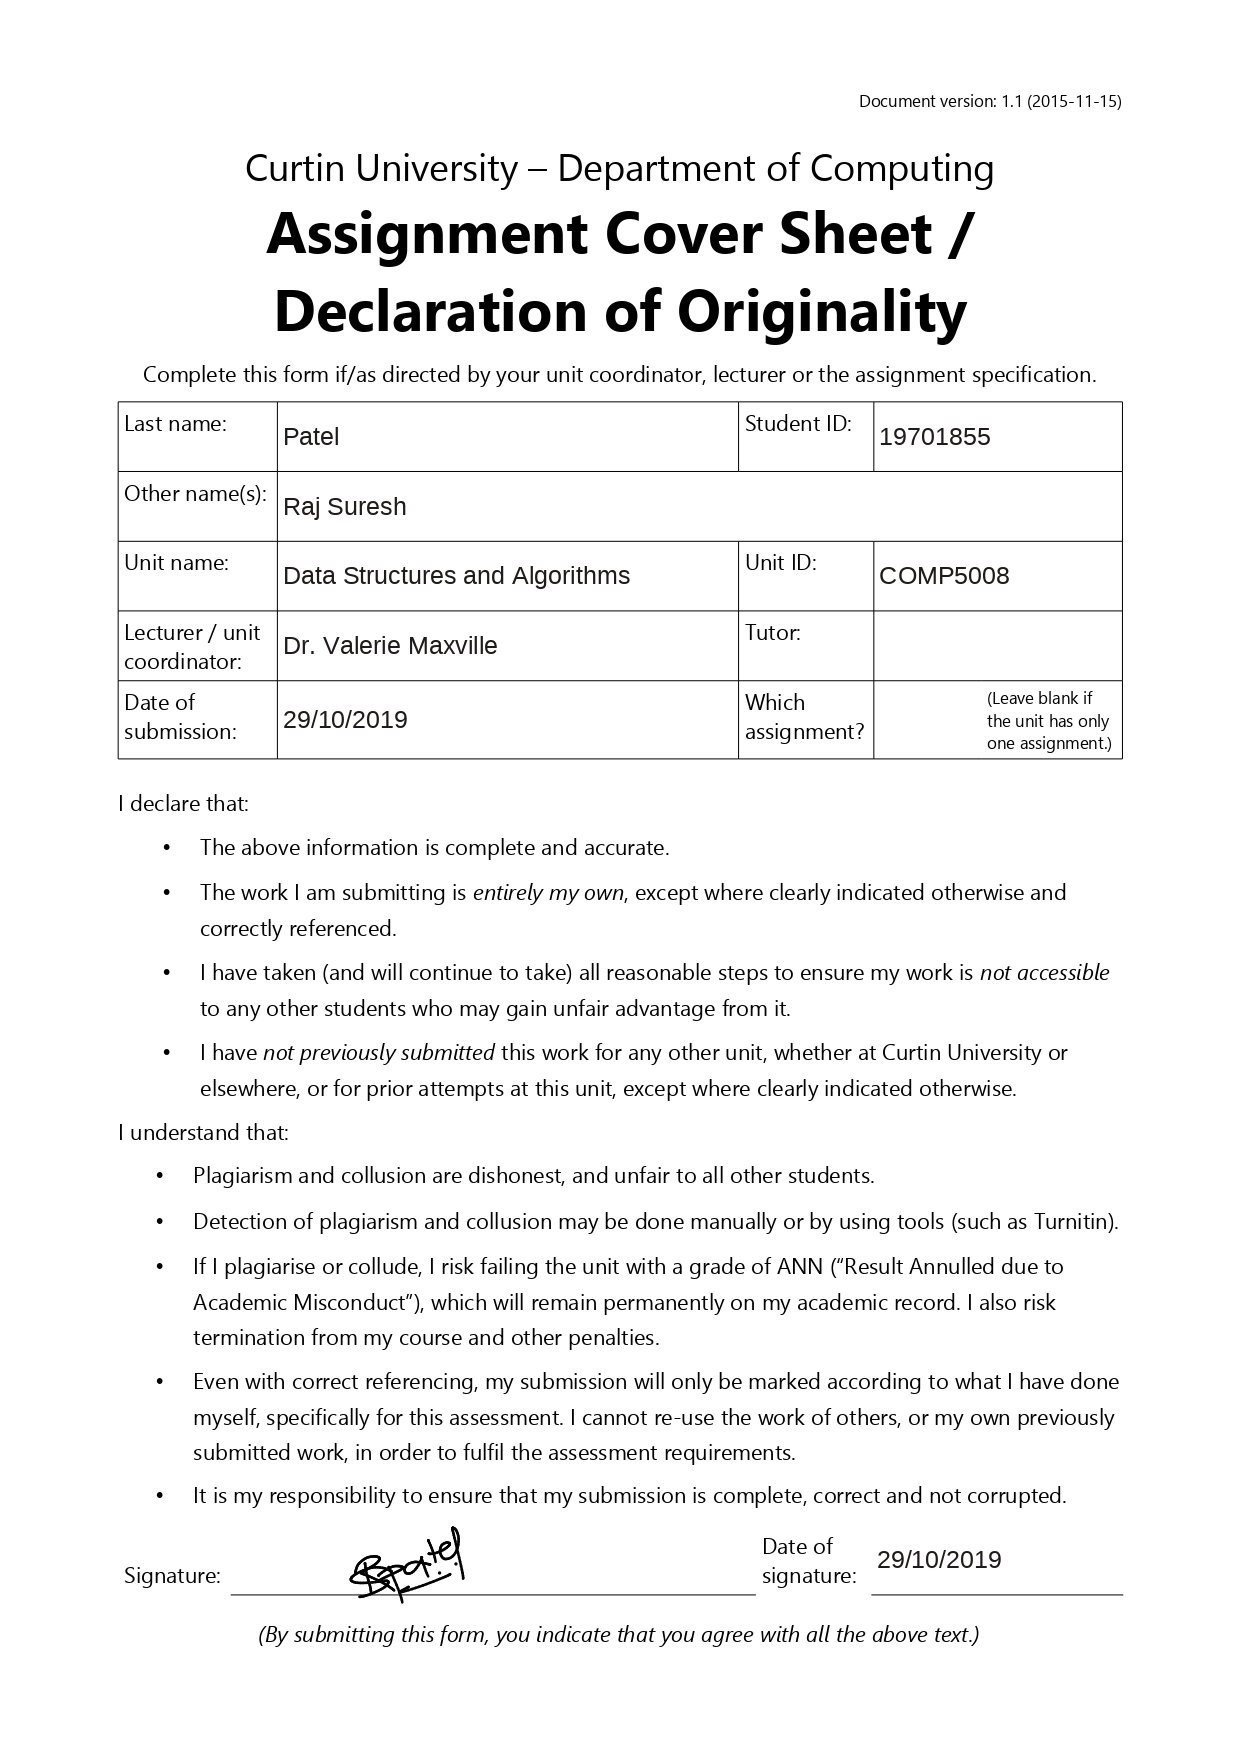 Document version: 1.1 (2015-11-15)
Curtin University – Department of Computing
Assignment Cover Sheet /
Declaration of Originality
Complete this form if/as directed by your unit coordinator, lecturer or the assignment specification.
Last name: Patel Student ID: 19701855
Other name(s): Raj Suresh
Unit name: Data Structures and Algorithms Unit ID: COMP5008
Lecturer / unit coordinator: Dr. Valerie Maxville Tutor:
Date of submission: 29/10/2019 Which assignment? (Leave blank if the unit has only one assignment.)
I declare that:
• The above information is complete and accurate.
• The work I am submitting is entirely my own, except where clearly indicated otherwise and
correctly referenced.
• I have taken (and will continue to take) all reasonable steps to ensure my work is not accessible
to any other students who may gain unfair advantage from it.
• I have not previously submitted this work for any other unit, whether at Curtin University or
elsewhere, or for prior attempts at this unit, except where clearly indicated otherwise.
I understand that:
• Plagiarism and collusion are dishonest, and unfair to all other students.
• Detection of plagiarism and collusion may be done manually or by using tools (such as Turnitin).
• If I plagiarise or collude, I risk failing the unit with a grade of ANN (“Result Annulled due to
Academic Misconduct”), which will remain permanently on my academic record. I also risk
termination from my course and other penalties.
• Even with correct referencing, my submission will only be marked according to what I have done
myself, specifically for this assessment. I cannot re-use the work of others, or my own previously
submitted work, in order to fulfil the assessment requirements.
• It is my responsibility to ensure that my submission is complete, correct and not corrupted.
Signature: Date of signature: 29/10/2019
(By submitting this form, you indicate that you agree with all the above text.)